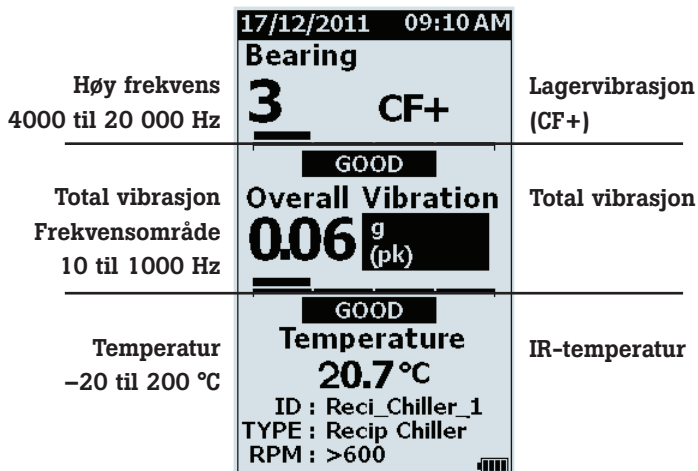 17/12/2011 09:10 AM
Bearing
Høy frekvens
4000 til 20 000 Hz
3 CF+
Lagervibrasjon
(CF+)
GOOD
Total vibrasjon
Frekvensområde
10 til 1000 Hz
Overall Vibration
0.06 g
(pk)
Total vibrasjon
GOOD
Temperatur
–20 til 200 °C
Temperature
20.7 °C
IR-temperatur
ID : Reci_Chiller_1
TYPE : Recip Chiller
RPM : >600